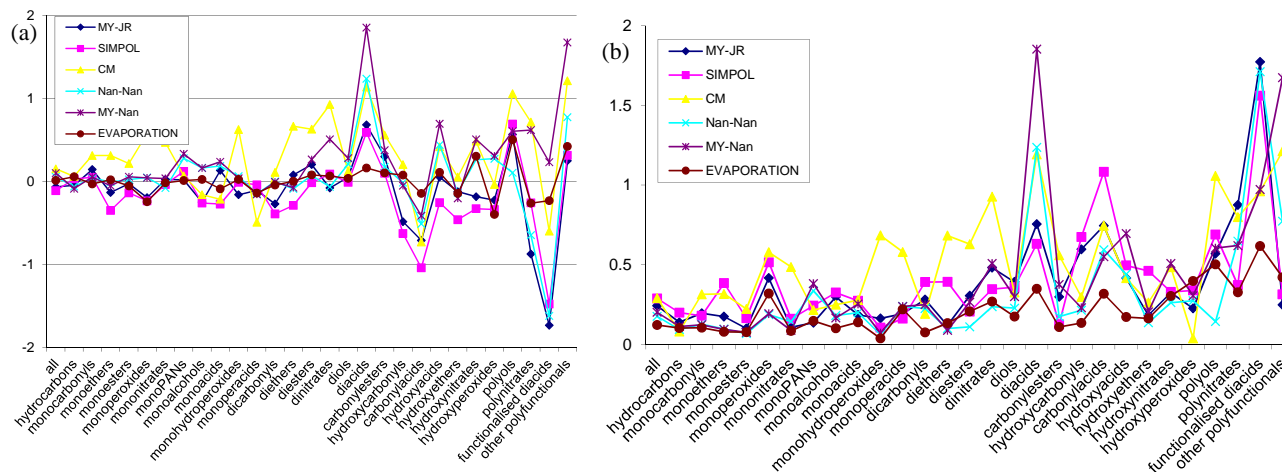 (a)
2
1
0
-1
-2
MY-JR
SIMPOL
CM
Nan-Nan
MY-Nan
EVAPORATION
all
hydrocarbons
monocarbonyls
monoethers
monoesters
monoperoxides
mononitrates
monoPANs
monoalcohols
monoacids
monohydroperoxides
monoperacids
dicarbonyls
diethers
diesters
dinitrates
diols
diacids
carbonylesters
hydroxycarbonyls
carbonylacids
hydroxyacids
hydroxyethers
hydroxynitrates
hydroxyperoxides
polyols
polynitrates
functionalised diacids
other polyfunctionals
(b)
2
1.5
1
0.5
0
MY-JR
SIMPOL
CM
Nan-Nan
MY-Nan
EVAPORATION
all
hydrocarbons
monocarbonyls
monoethers
monoesters
monoperoxides
mononitrates
monoPANs
monoalcohols
monoacids
monohydroperoxides
monoperacids
dicarbonyls
diethers
diesters
dinitrates
diols
diacids
carbonylesters
hydroxycarbonyls
carbonylacids
hydroxyacids
hydroxyethers
hydroxynitrates
hydroxyperoxides
polyols
polynitrates
functionalised diacids
other polyfunctionals